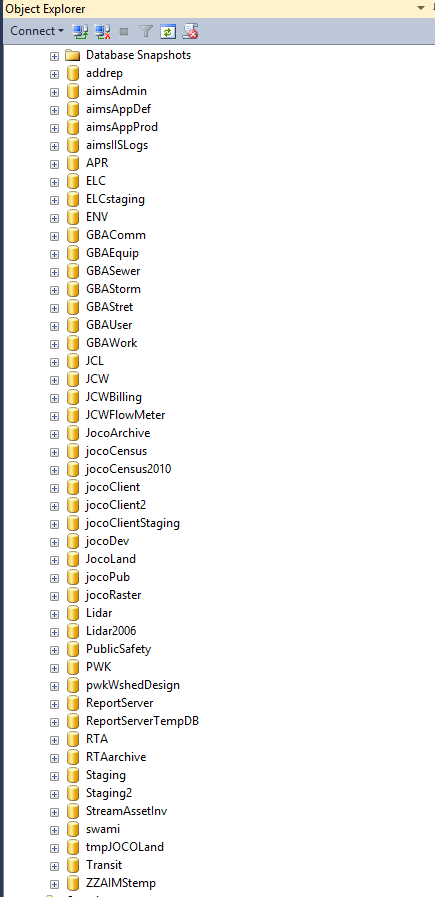 Object Explorer
Connect
Database Snapshots
addrep
aimsAdmin
aimsAppDef
aimsAppProd
aimsIISLogs
APR
ELC
ELCstaging
ENV
GBAComm
GBAEquip
GBASewer
GBAStorm
GBAStret
GBAUser
GBAWork
JCL
JCW
JCWBilling
JCWFlowMeter
JocoArchive
jocoCensus
jocoCensus2010
jocoClient
jocoClient2
jocoClientStaging
jocoDev
JocoLand
jocoPub
jocoRaster
Lidar
Lidar2006
PublicSafety
PWK
pwkWshedDesign
ReportServer
ReportServerTempDB
RTA
RTAarchive
Staging
Staging2
StreamAssetInv
swami
tmpJOCOLand
Transit
ZZAIMStemp